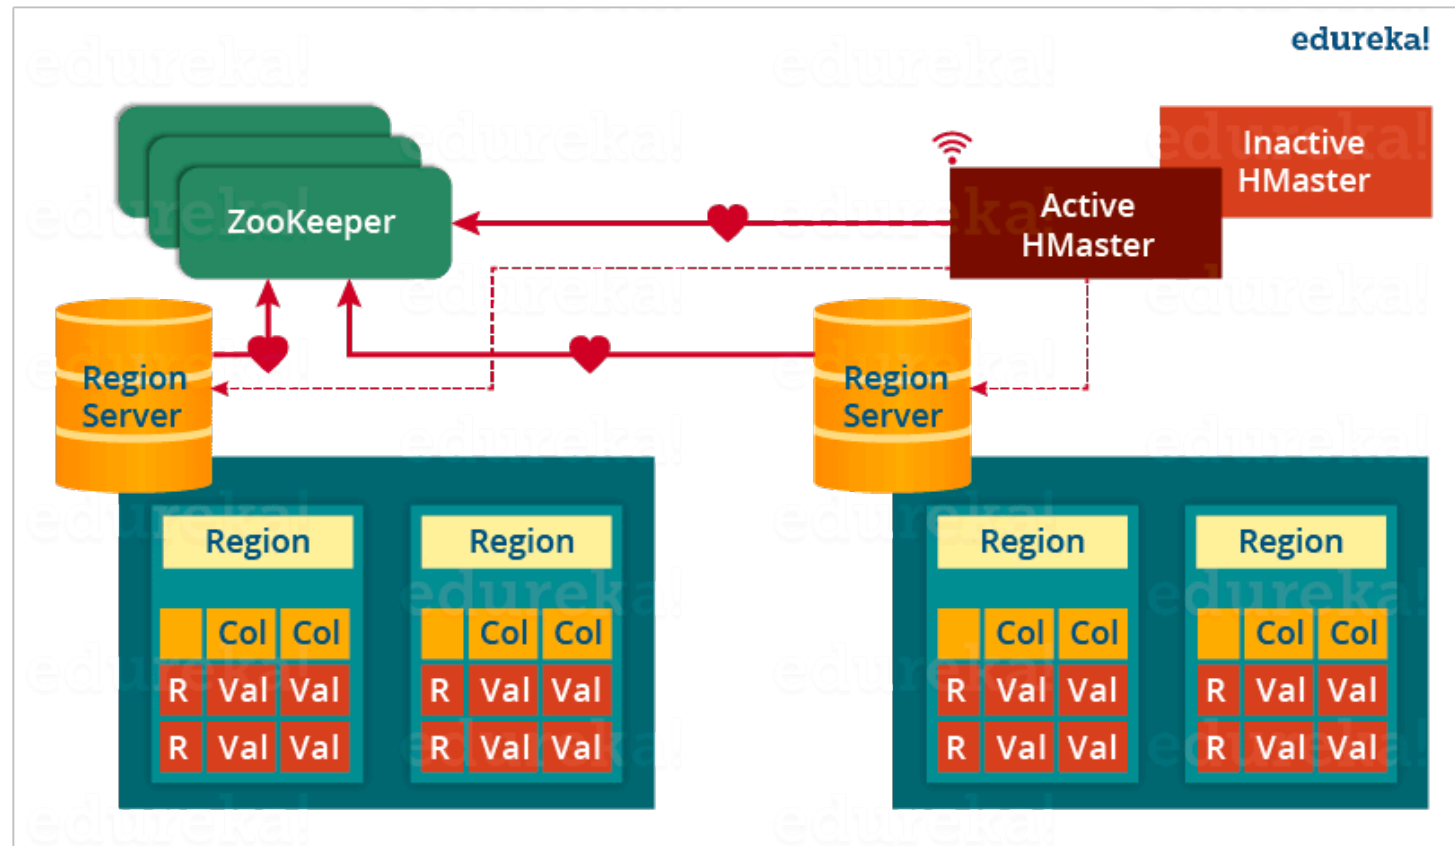 edureka!
Inactive
HMaster
Active
HMaster
ZooKeeper
Region
Server
Region
Server
Region
Region
Region
Region
Col Col
Col Col
Col Col
Col Col
R Val Val
R Val Val
R Val Val
R Val Val
R Val Val
R Val Val
R Val Val
R Val Val